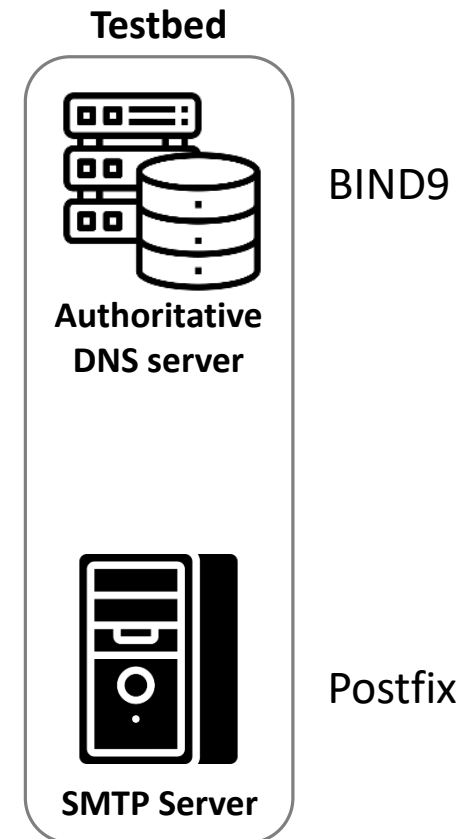 Testbed
BIND9
Authoritative
DNS server
Postfix
SMTP Server